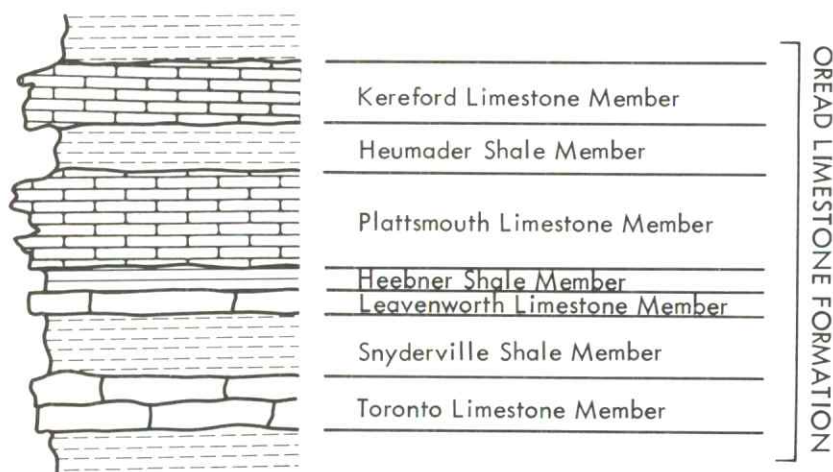 Kereford Limestone Member
Heumader Shale Member
Plattsmouth Limestone Member
Heebner Shale Member
Leavenworth Limestone Member
Snyderville Shale Member
Toronto Limestone Member
OREAD LIMESTONE FORMATION